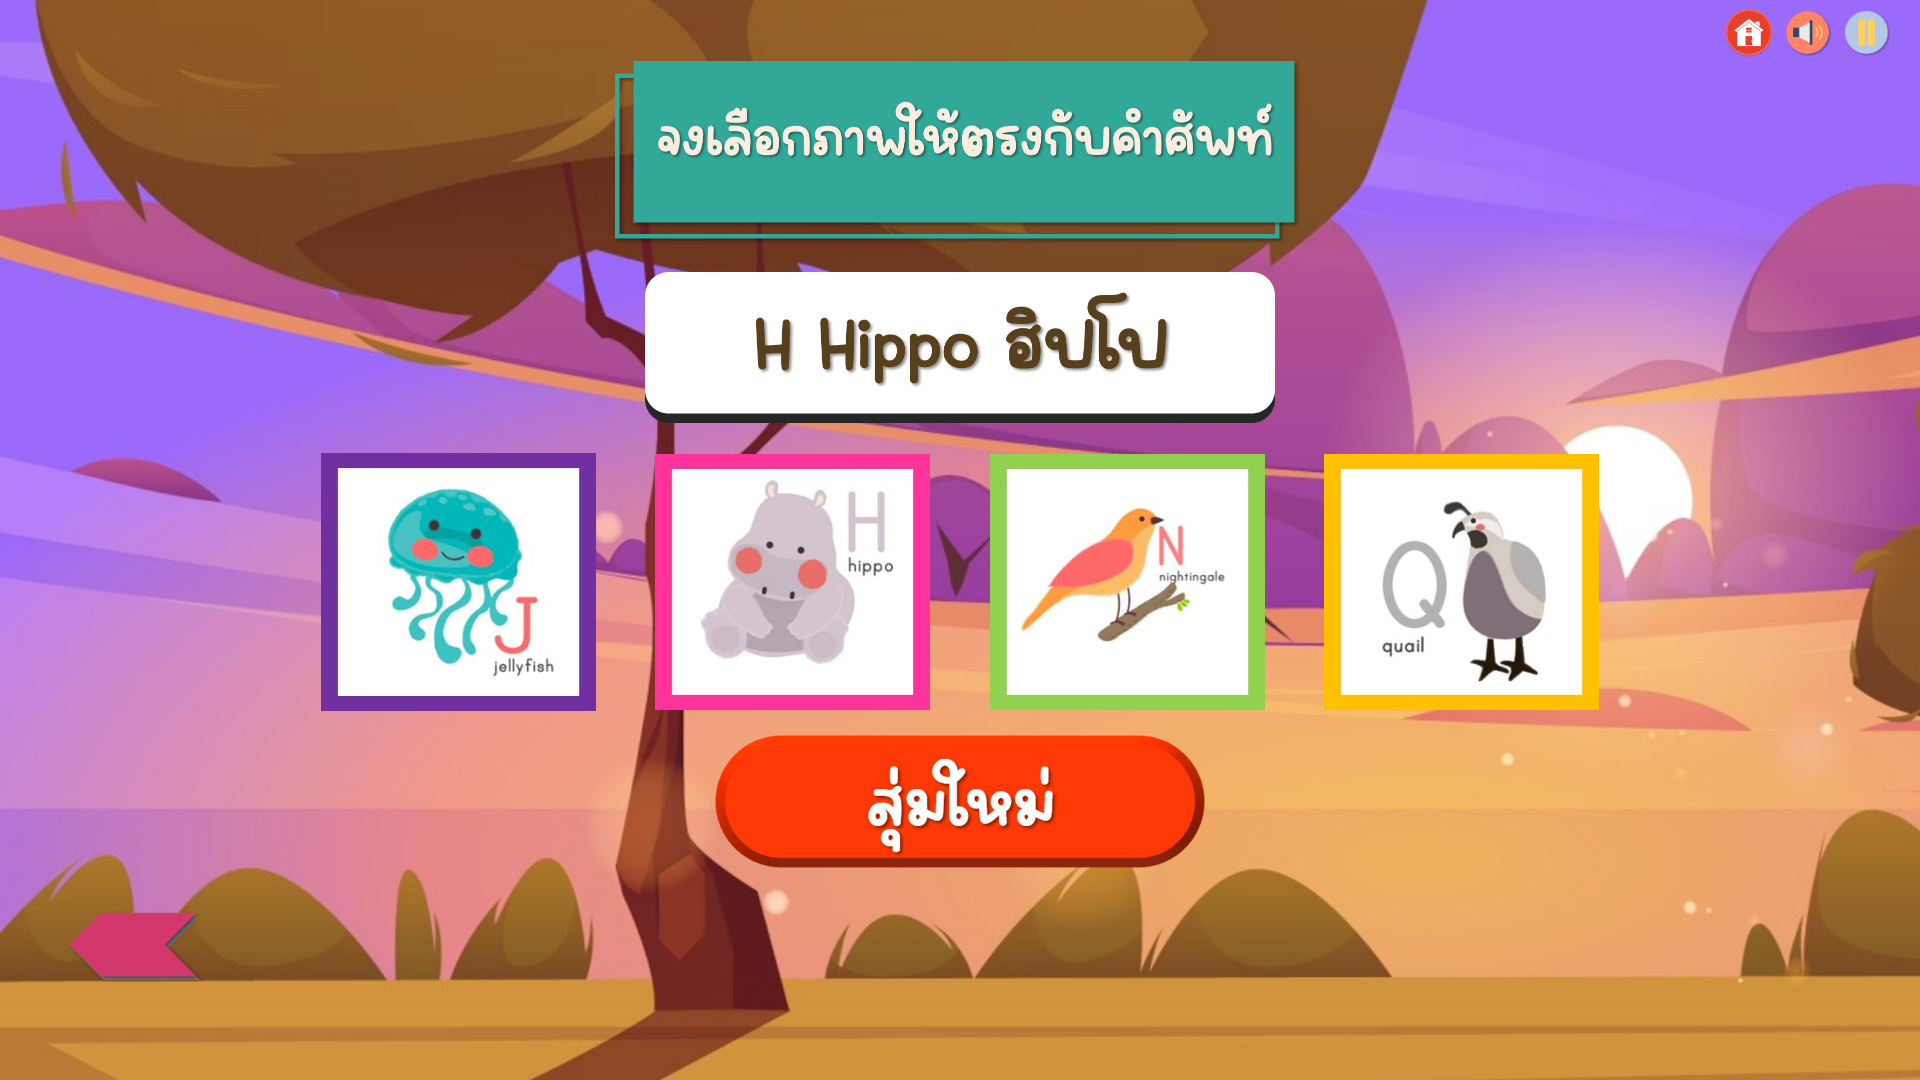 จงเลือกภาพให้ตรงกับคำศัพท์
H Hippo ฮิปโป
J
jellyfish
H
hippo
N
nightingale
Q
quail
สุ่มใหม่